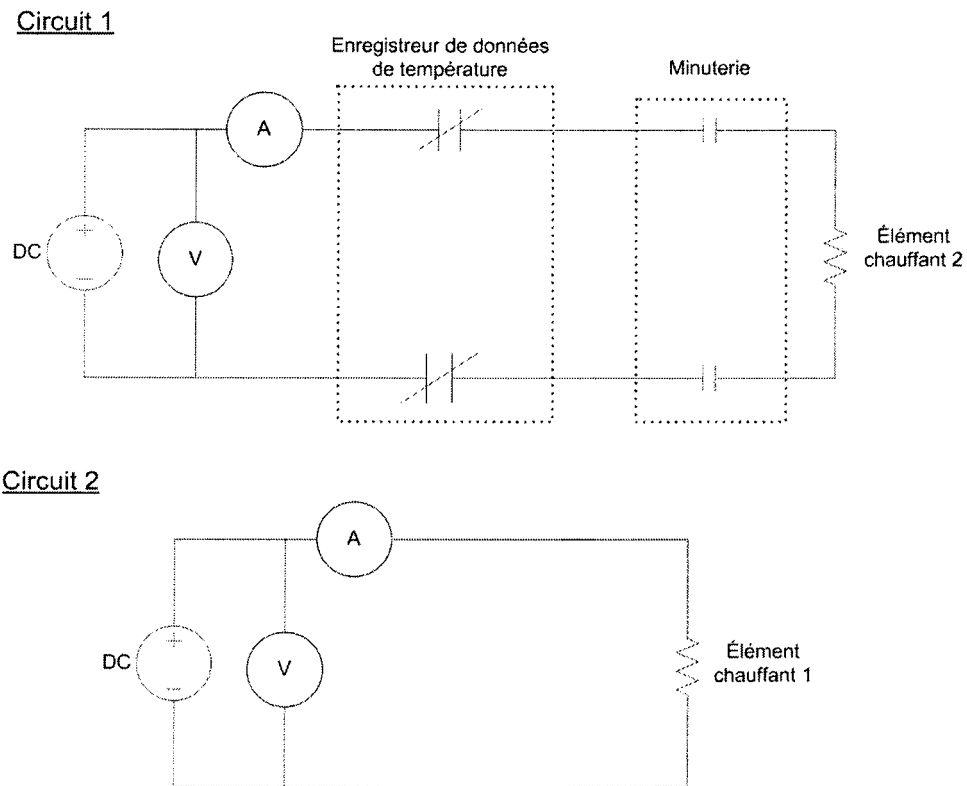 Circuit 1
Enregistreur de données
de température
Minuterie
A
DC
+
−
V
Élément
chauffant 2
Circuit 2
A
DC
+
−
V
Élément
chauffant 1